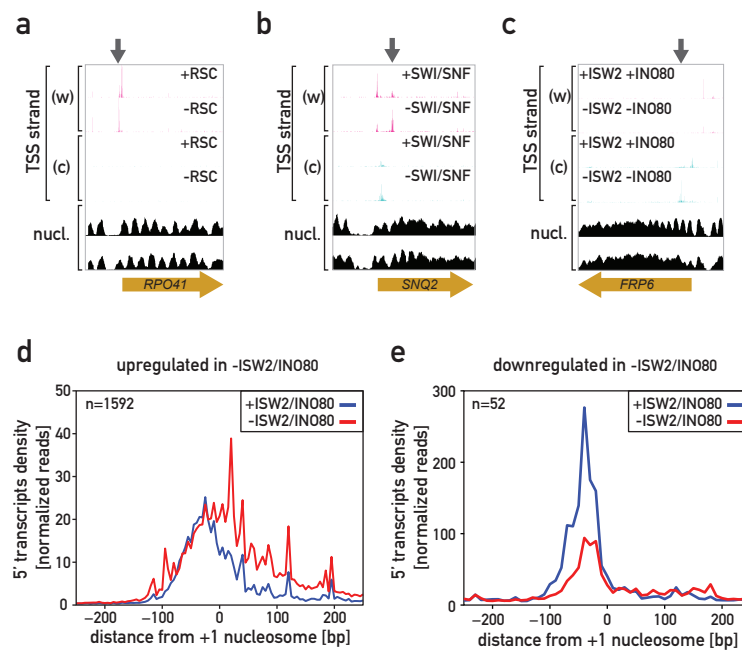 a
b
c
TSS strand
(w)
(c)
nucl.
+RSC
-RSC
+RSC
-RSC
RPO41
TSS strand
(w)
(c)
nucl.
+SWI/SNF
-SWI/SNF
+SWI/SNF
-SWI/SNF
SNQ2
TSS strand
(w)
(c)
nucl.
+ISW2 +INO80
-ISW2 -INO80
+ISW2 +INO80
-ISW2 -INO80
FRP6
d
upregulated in -ISW2/INO80
n=1592
+ISW2/INO80
-ISW2/INO80
5' transcripts density
[normalized reads]
50
40
30
20
10
0
-200 -100 0 100 200
distance from +1 nucleosome [bp]
e
downregulated in -ISW2/INO80
n=52
+ISW2/INO80
-ISW2/INO80
5' transcripts density
[normalized reads]
300
200
100
0
-200 -100 0 100 200
distance from +1 nucleosome [bp]